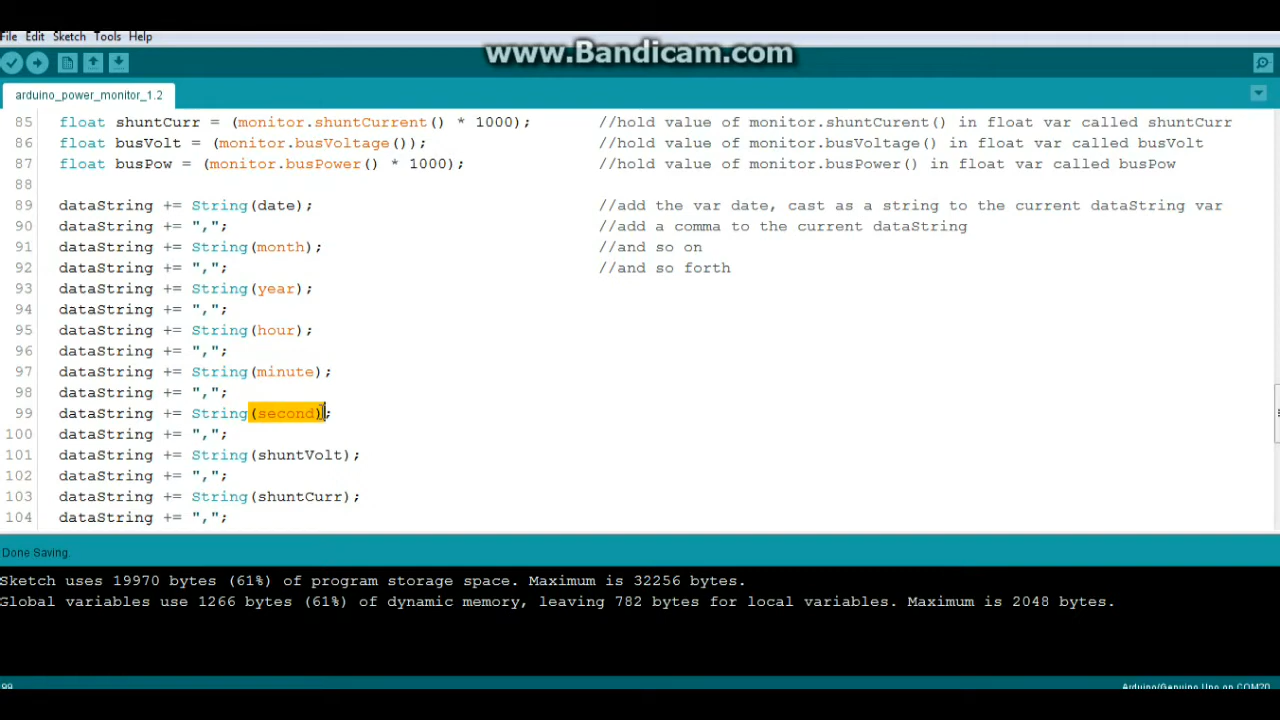 www.Bandicam.com
File Edit Sketch Tools Help
arduino_power_monitor_1.2
85 float shuntCurr = (monitor.shuntCurrent() * 1000); //hold value of monitor.shuntCurent() in float var called shuntCurr
86 float busVolt = (monitor.busVoltage()); //hold value of monitor.busVoltage() in float var called busVolt
87 float busPow = (monitor.busPower() * 1000); //hold value of monitor.busPower() in float var called busPow
88
89 dataString += String(date); //add the var date, cast as a string to the current dataString var
90 dataString += ","; //add a comma to the current dataString
91 dataString += String(month); //and so on
92 dataString += ","; //and so forth
93 dataString += String(year);
94 dataString += ",";
95 dataString += String(hour);
96 dataString += ",";
97 dataString += String(minute);
98 dataString += ",";
99 dataString += String(second);
100 dataString += ",";
101 dataString += String(shuntVolt);
102 dataString += ",";
103 dataString += String(shuntCurr);
104 dataString += ",";
Done Saving.
Sketch uses 19970 bytes (61%) of program storage space. Maximum is 32256 bytes.
Global variables use 1266 bytes (61%) of dynamic memory, leaving 782 bytes for local variables. Maximum is 2048 bytes.
99 Arduino/Genuino Uno on COM20